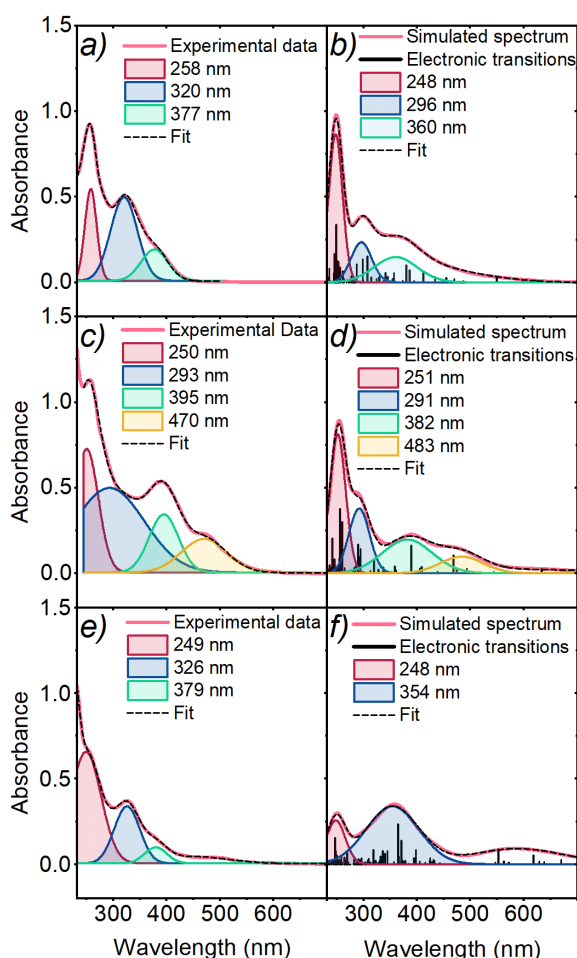 a)
Experimental data
258 nm
320 nm
377 nm
Fit
b)
Simulated spectrum
Electronic transitions
248 nm
296 nm
360 nm
Fit
Absorbance
1.5
1.0
0.5
0.0
c)
Experimental Data
250 nm
293 nm
395 nm
470 nm
Fit
d)
Simulated spectrum
Electronic transitions
251 nm
291 nm
382 nm
483 nm
Fit
Absorbance
1.5
1.0
0.5
0.0
e)
Experimental data
249 nm
326 nm
379 nm
Fit
f)
Simulated spectrum
Electronic transitions
248 nm
354 nm
Fit
Absorbance
1.5
1.0
0.5
0.0
300 400 500 600
300 400 500 600
Wavelength (nm)
Wavelength (nm)